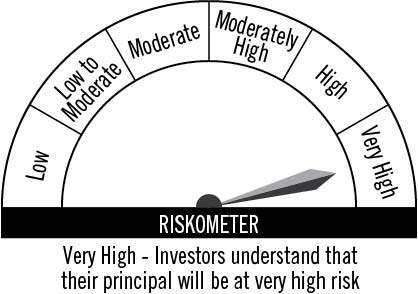 Low
Low to
Moderate
Moderate
Moderately
High
High
Very High
RISKOMETER
Very High - Investors understand that
their principal will be at very high risk